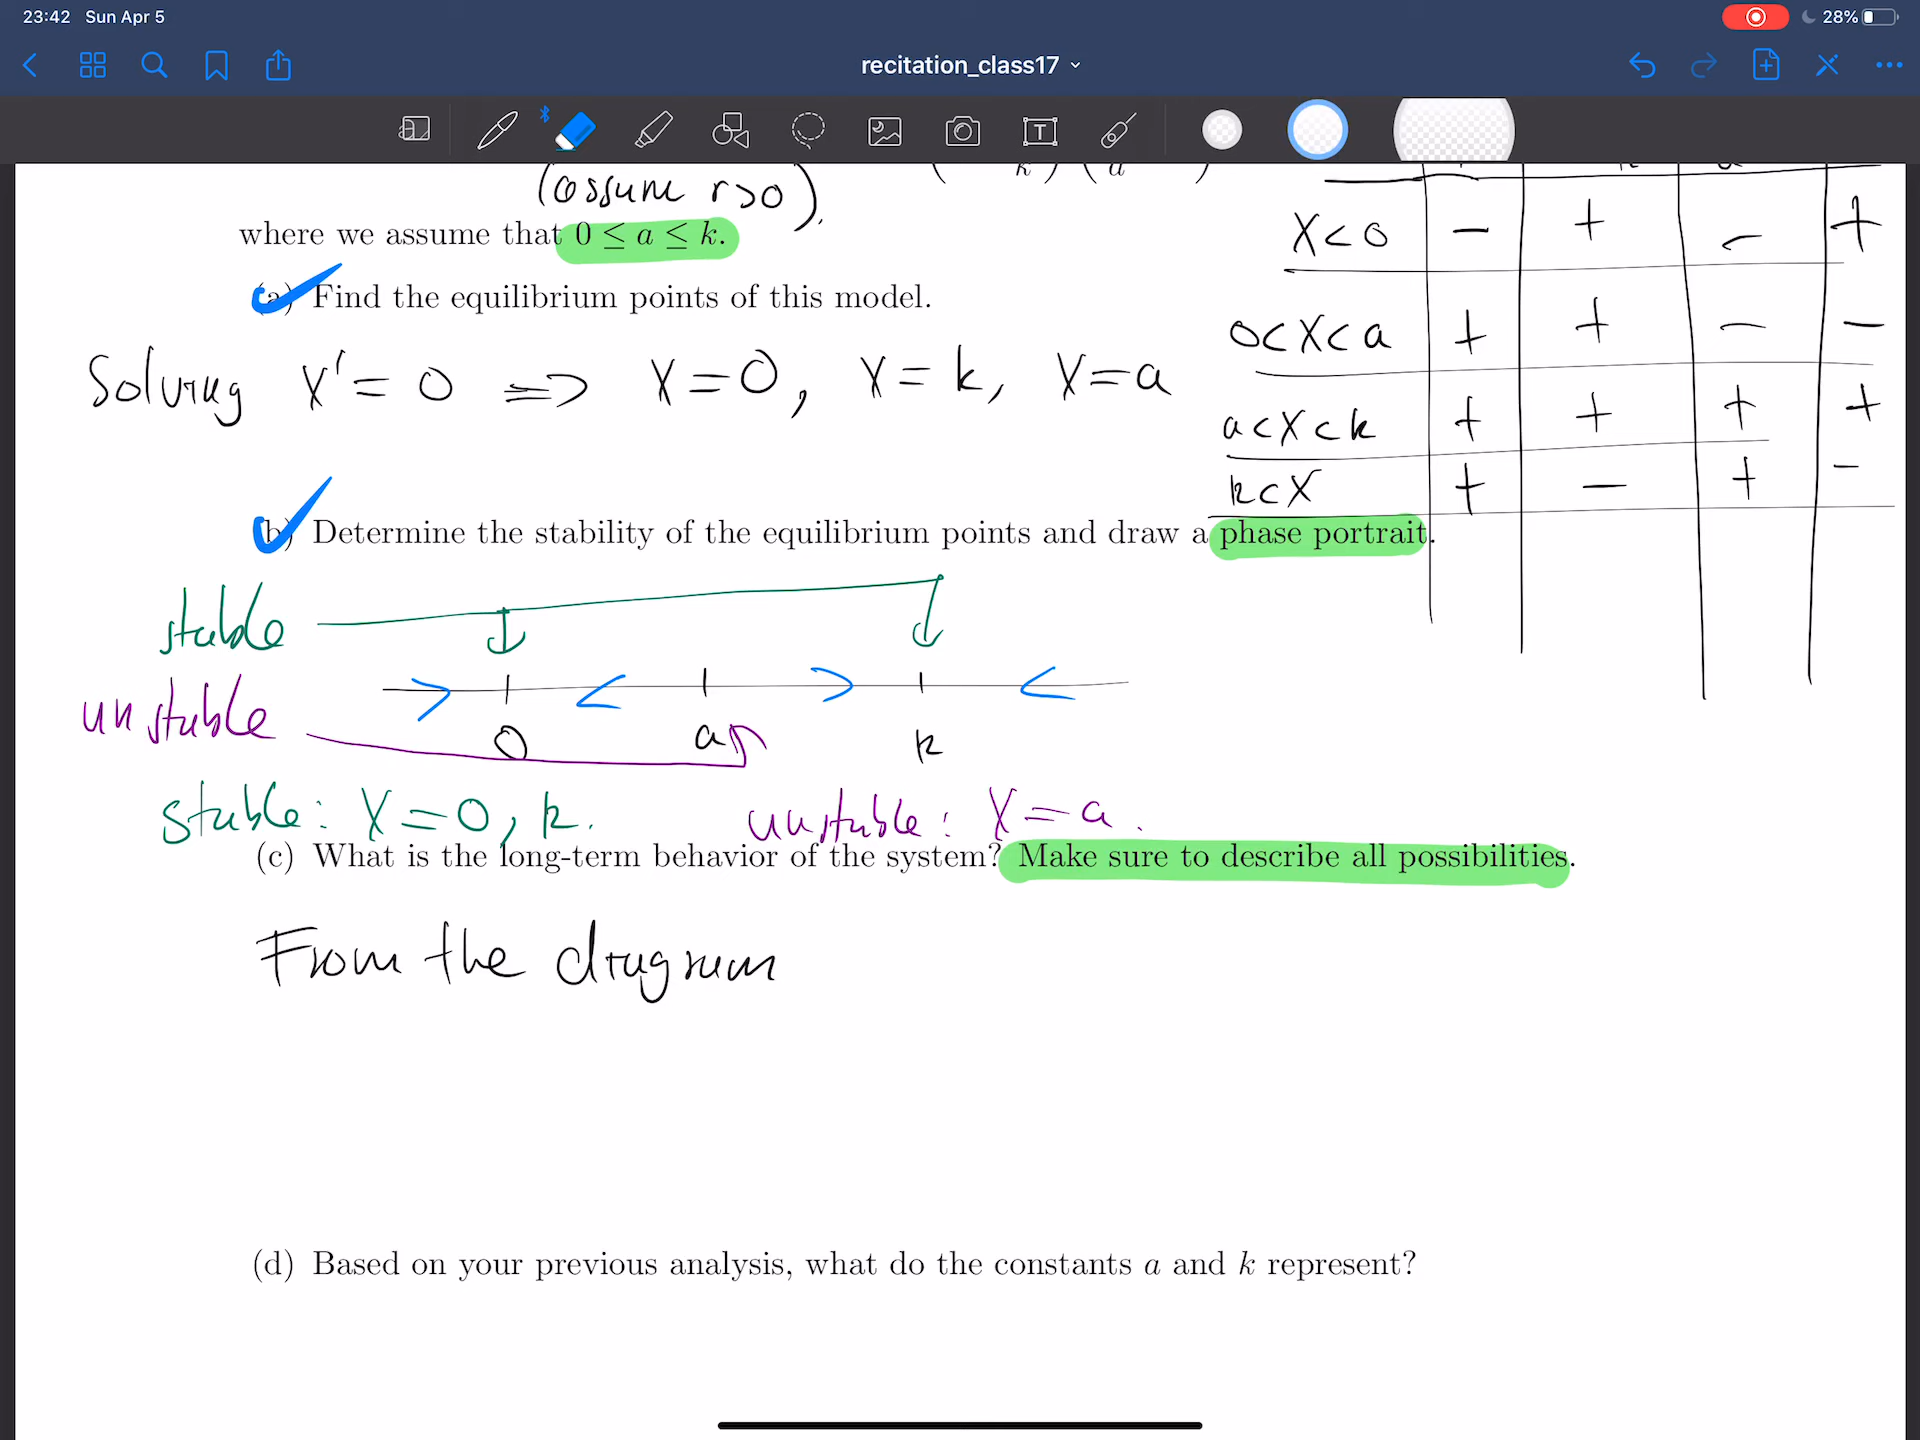 23:42 Sun Apr 5
28%
recitation_class17
(assum r>0).
k ) ( a )
where we assume that 0 ≤ a ≤ k.
(a) Find the equilibrium points of this model.
Solving X' = 0 => X=0, X=k, X=a
X<0 - + - +
0<X<a + + - -
a<X<k + + + +
k<X + - + -
(b) Determine the stability of the equilibrium points and draw a phase portrait.
stable
unstable
0 a k
stable: X=0, k. unstable: X=a.
(c) What is the long-term behavior of the system? Make sure to describe all possibilities.
From the diagram
(d) Based on your previous analysis, what do the constants a and k represent?